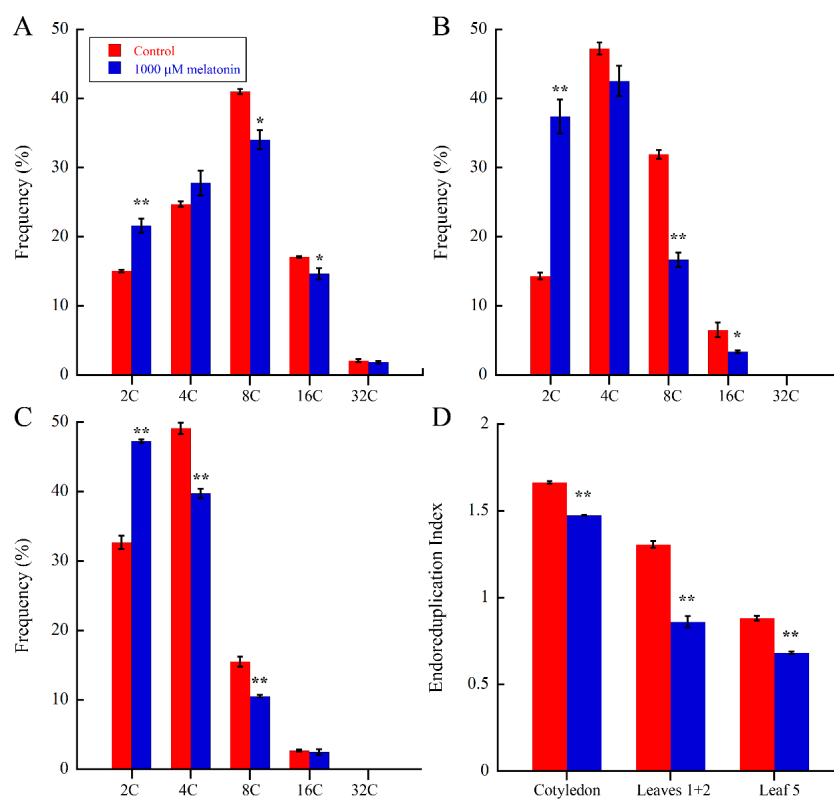 A
50
40
30
20
10
0
Frequency (%)
Control
1000 μM melatonin
**
*
*
2C 4C 8C 16C 32C
B
50
40
30
20
10
0
Frequency (%)
**
**
*
2C 4C 8C 16C 32C
C
50
40
30
20
10
0
Frequency (%)
**
**
**
2C 4C 8C 16C 32C
D
2
1.5
1
0.5
0
Endoreduplication Index
**
**
**
Cotyledon Leaves 1+2 Leaf 5